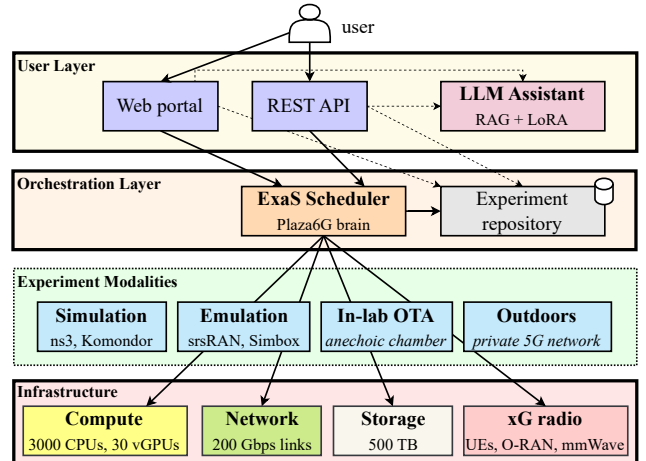 user
User Layer
Web portal
REST API
LLM Assistant
RAG + LoRA
Orchestration Layer
ExaS Scheduler
Plaza6G brain
Experiment
repository
Experiment Modalities
Simulation
ns3, Komondor
Emulation
srsRAN, Simbox
In-lab OTA
anechoic chamber
Outdoors
private 5G network
Infrastructure
Compute
3000 CPUs, 30 vGPUs
Network
200 Gbps links
Storage
500 TB
xG radio
UEs, O-RAN, mmWave